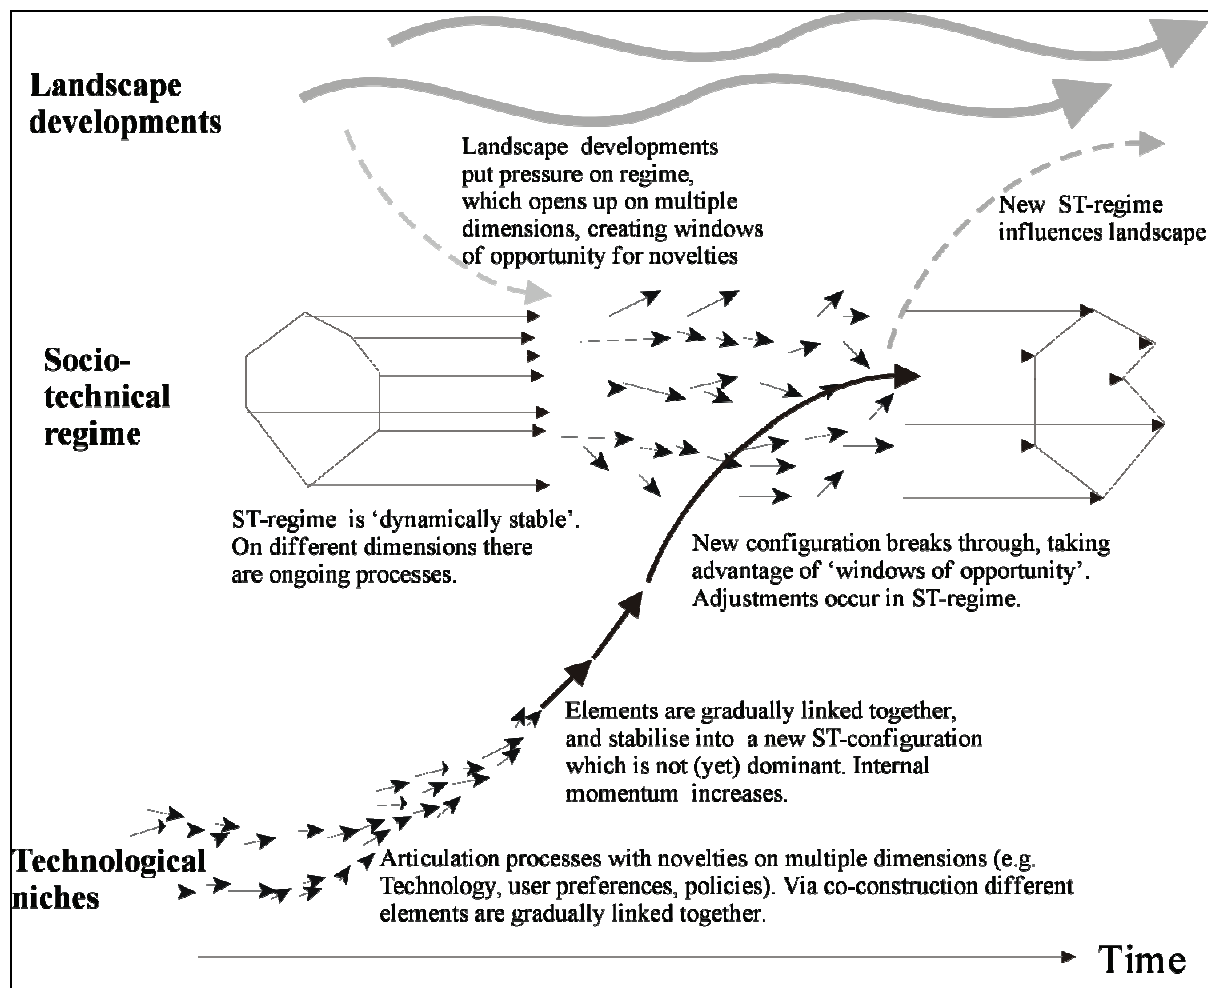 Landscape
developments
Landscape developments
put pressure on regime,
which opens up on multiple
dimensions, creating windows
of opportunity for novelties
New ST-regime
influences landscape
Socio-
technical
regime
ST-regime is ‘dynamically stable’.
On different dimensions there
are ongoing processes.
New configuration breaks through, taking
advantage of ‘windows of opportunity’.
Adjustments occur in ST-regime.
Elements are gradually linked together,
and stabilise into a new ST-configuration
which is not (yet) dominant. Internal
momentum increases.
Technological
niches
Articulation processes with novelties on multiple dimensions (e.g.
Technology, user preferences, policies). Via co-construction different
elements are gradually linked together.
Time